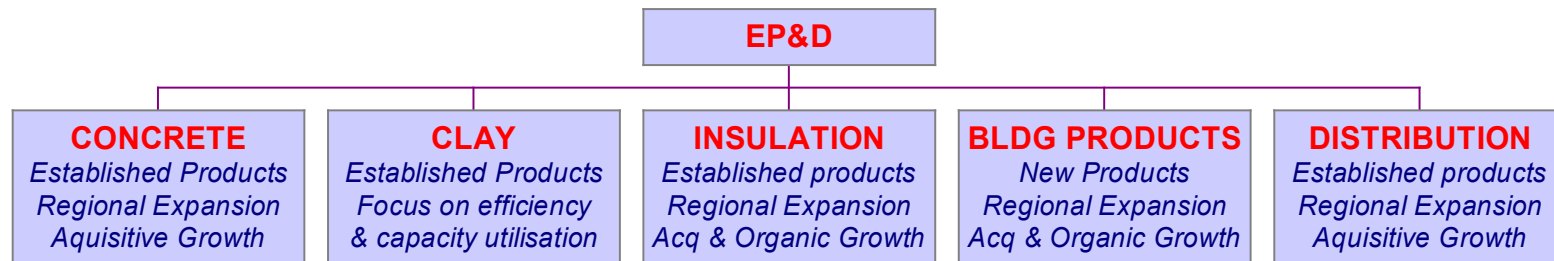 EP&D
CONCRETE
Established Products
Regional Expansion
Aquisitive Growth
CLAY
Established Products
Focus on efficiency
& capacity utilisation
INSULATION
Established products
Regional Expansion
Acq & Organic Growth
BLDG PRODUCTS
New Products
Regional Expansion
Acq & Organic Growth
DISTRIBUTION
Established products
Regional Expansion
Aquisitive Growth